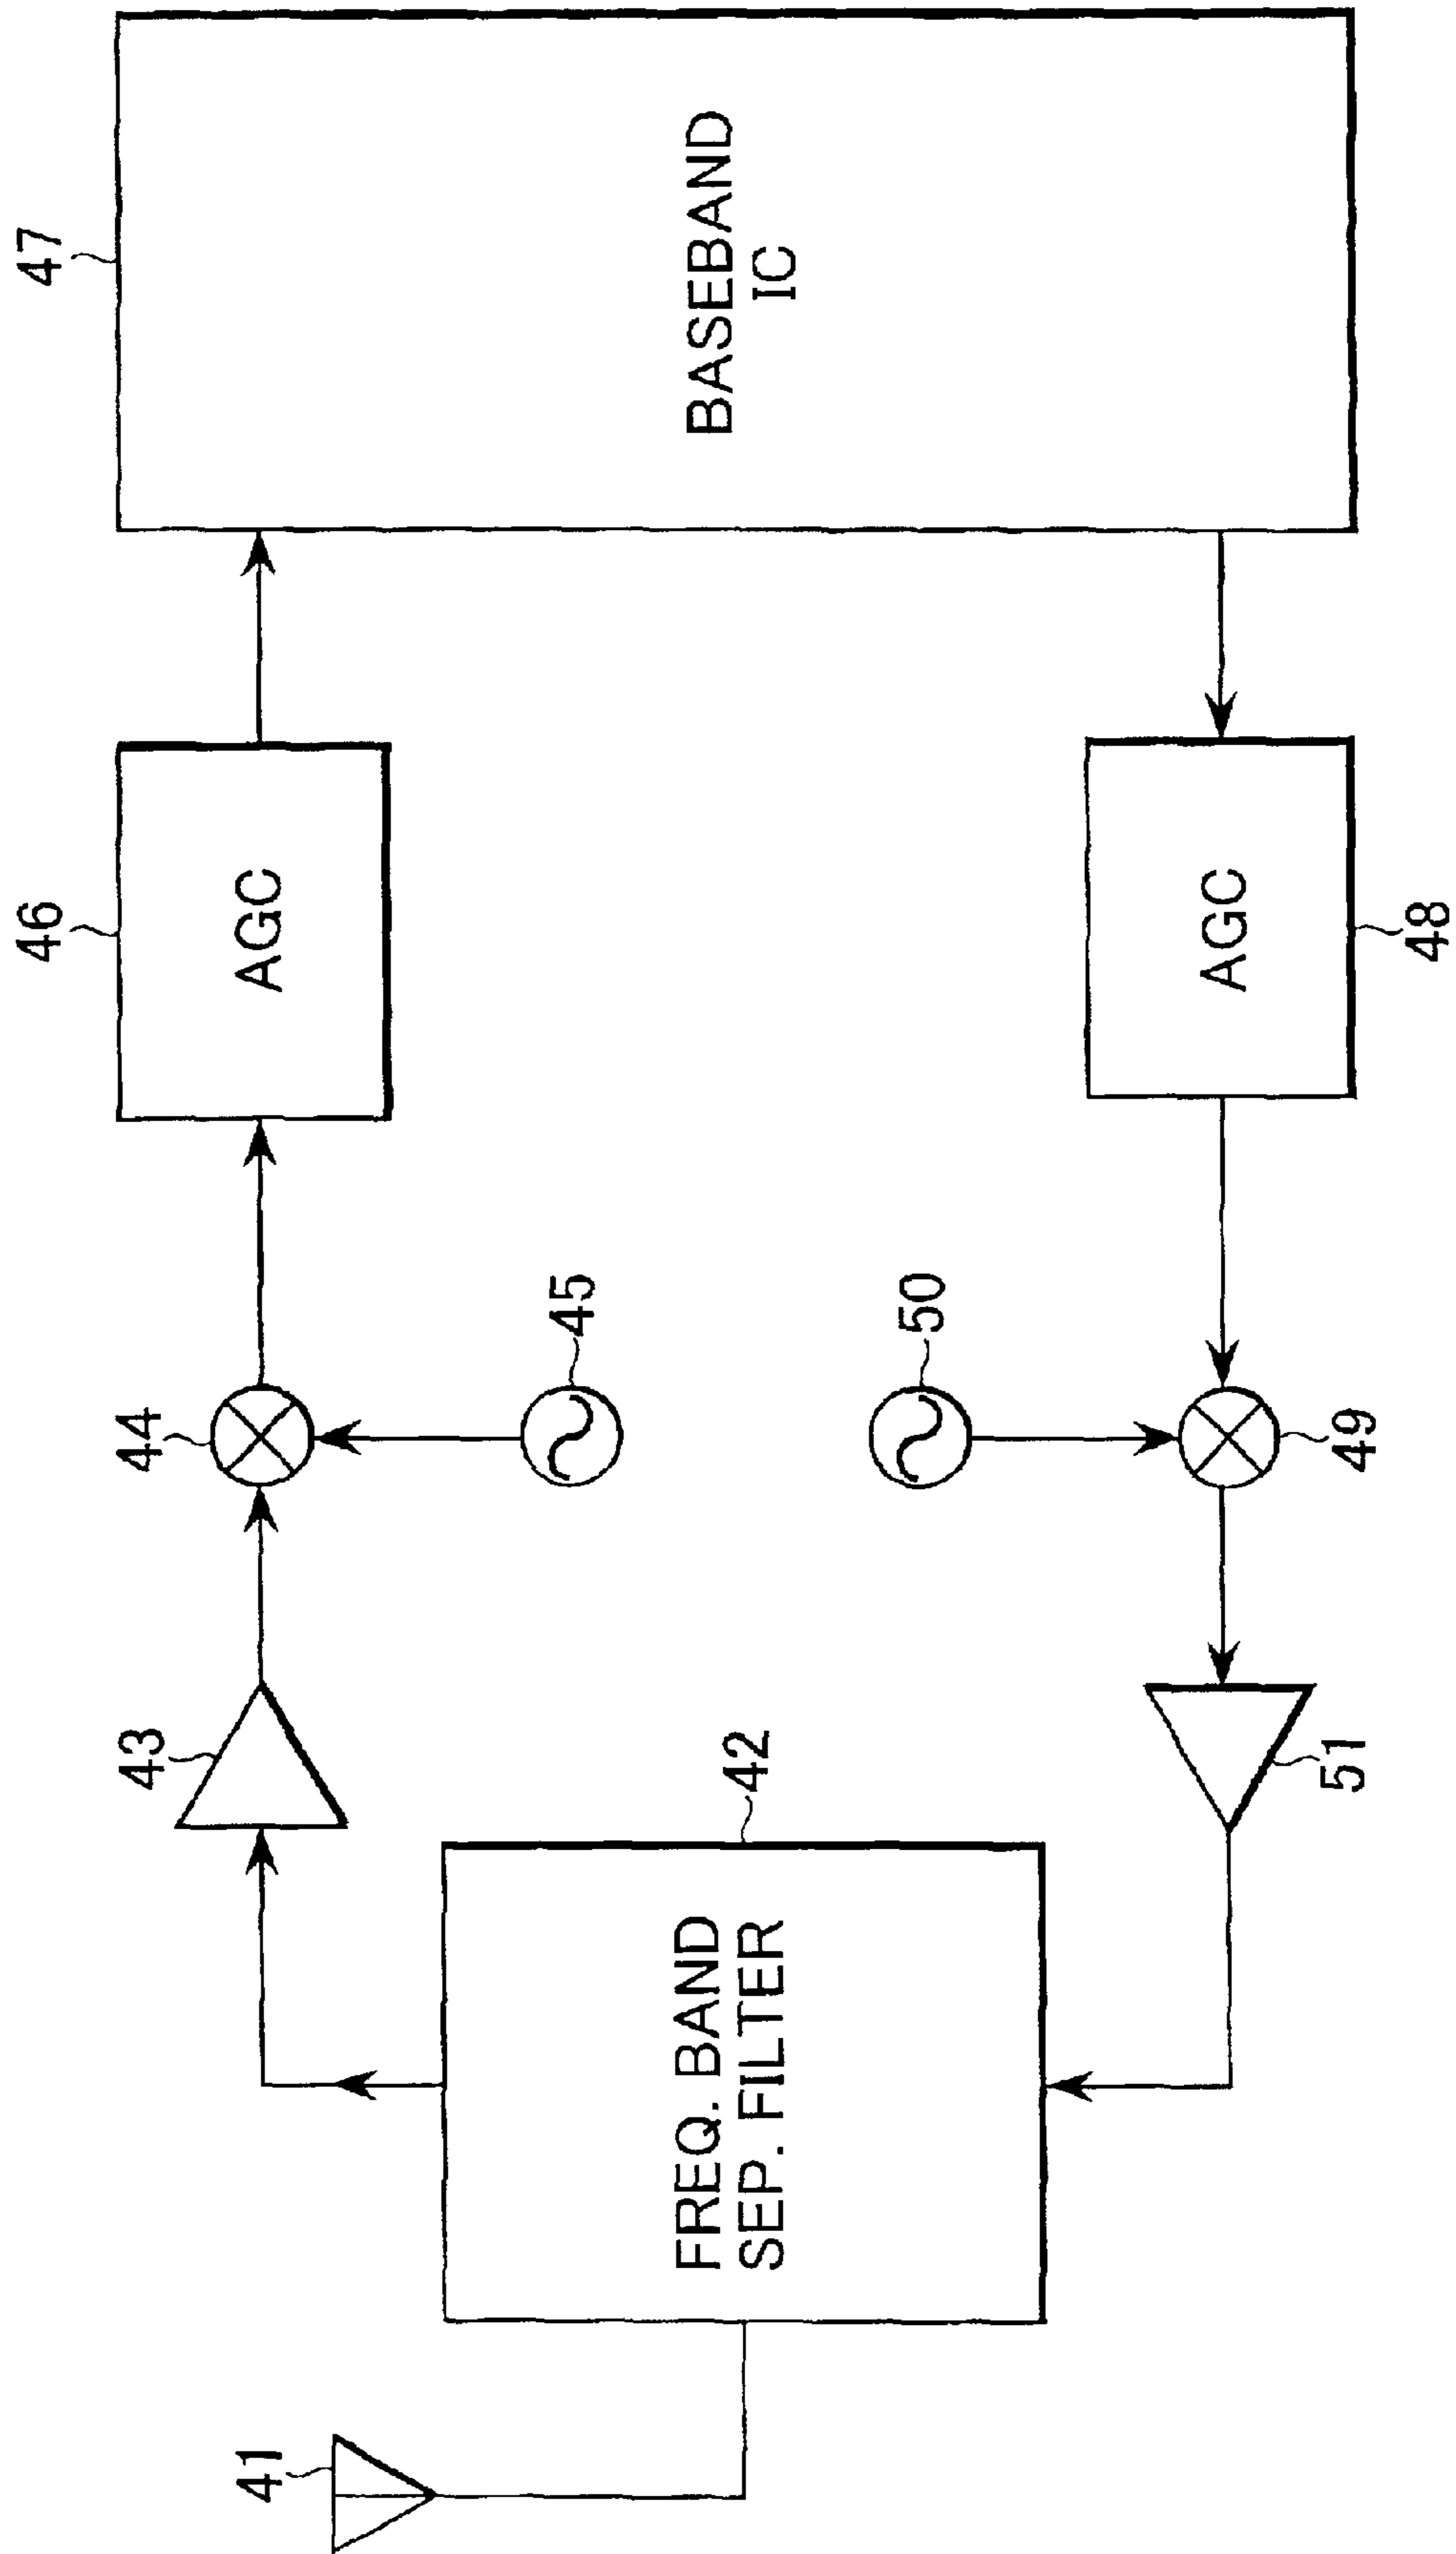 41
FREQ. BAND
SEP. FILTER
42
43
44
45
AGC
46
BASEBAND
IC
47
AGC
48
49
50
51